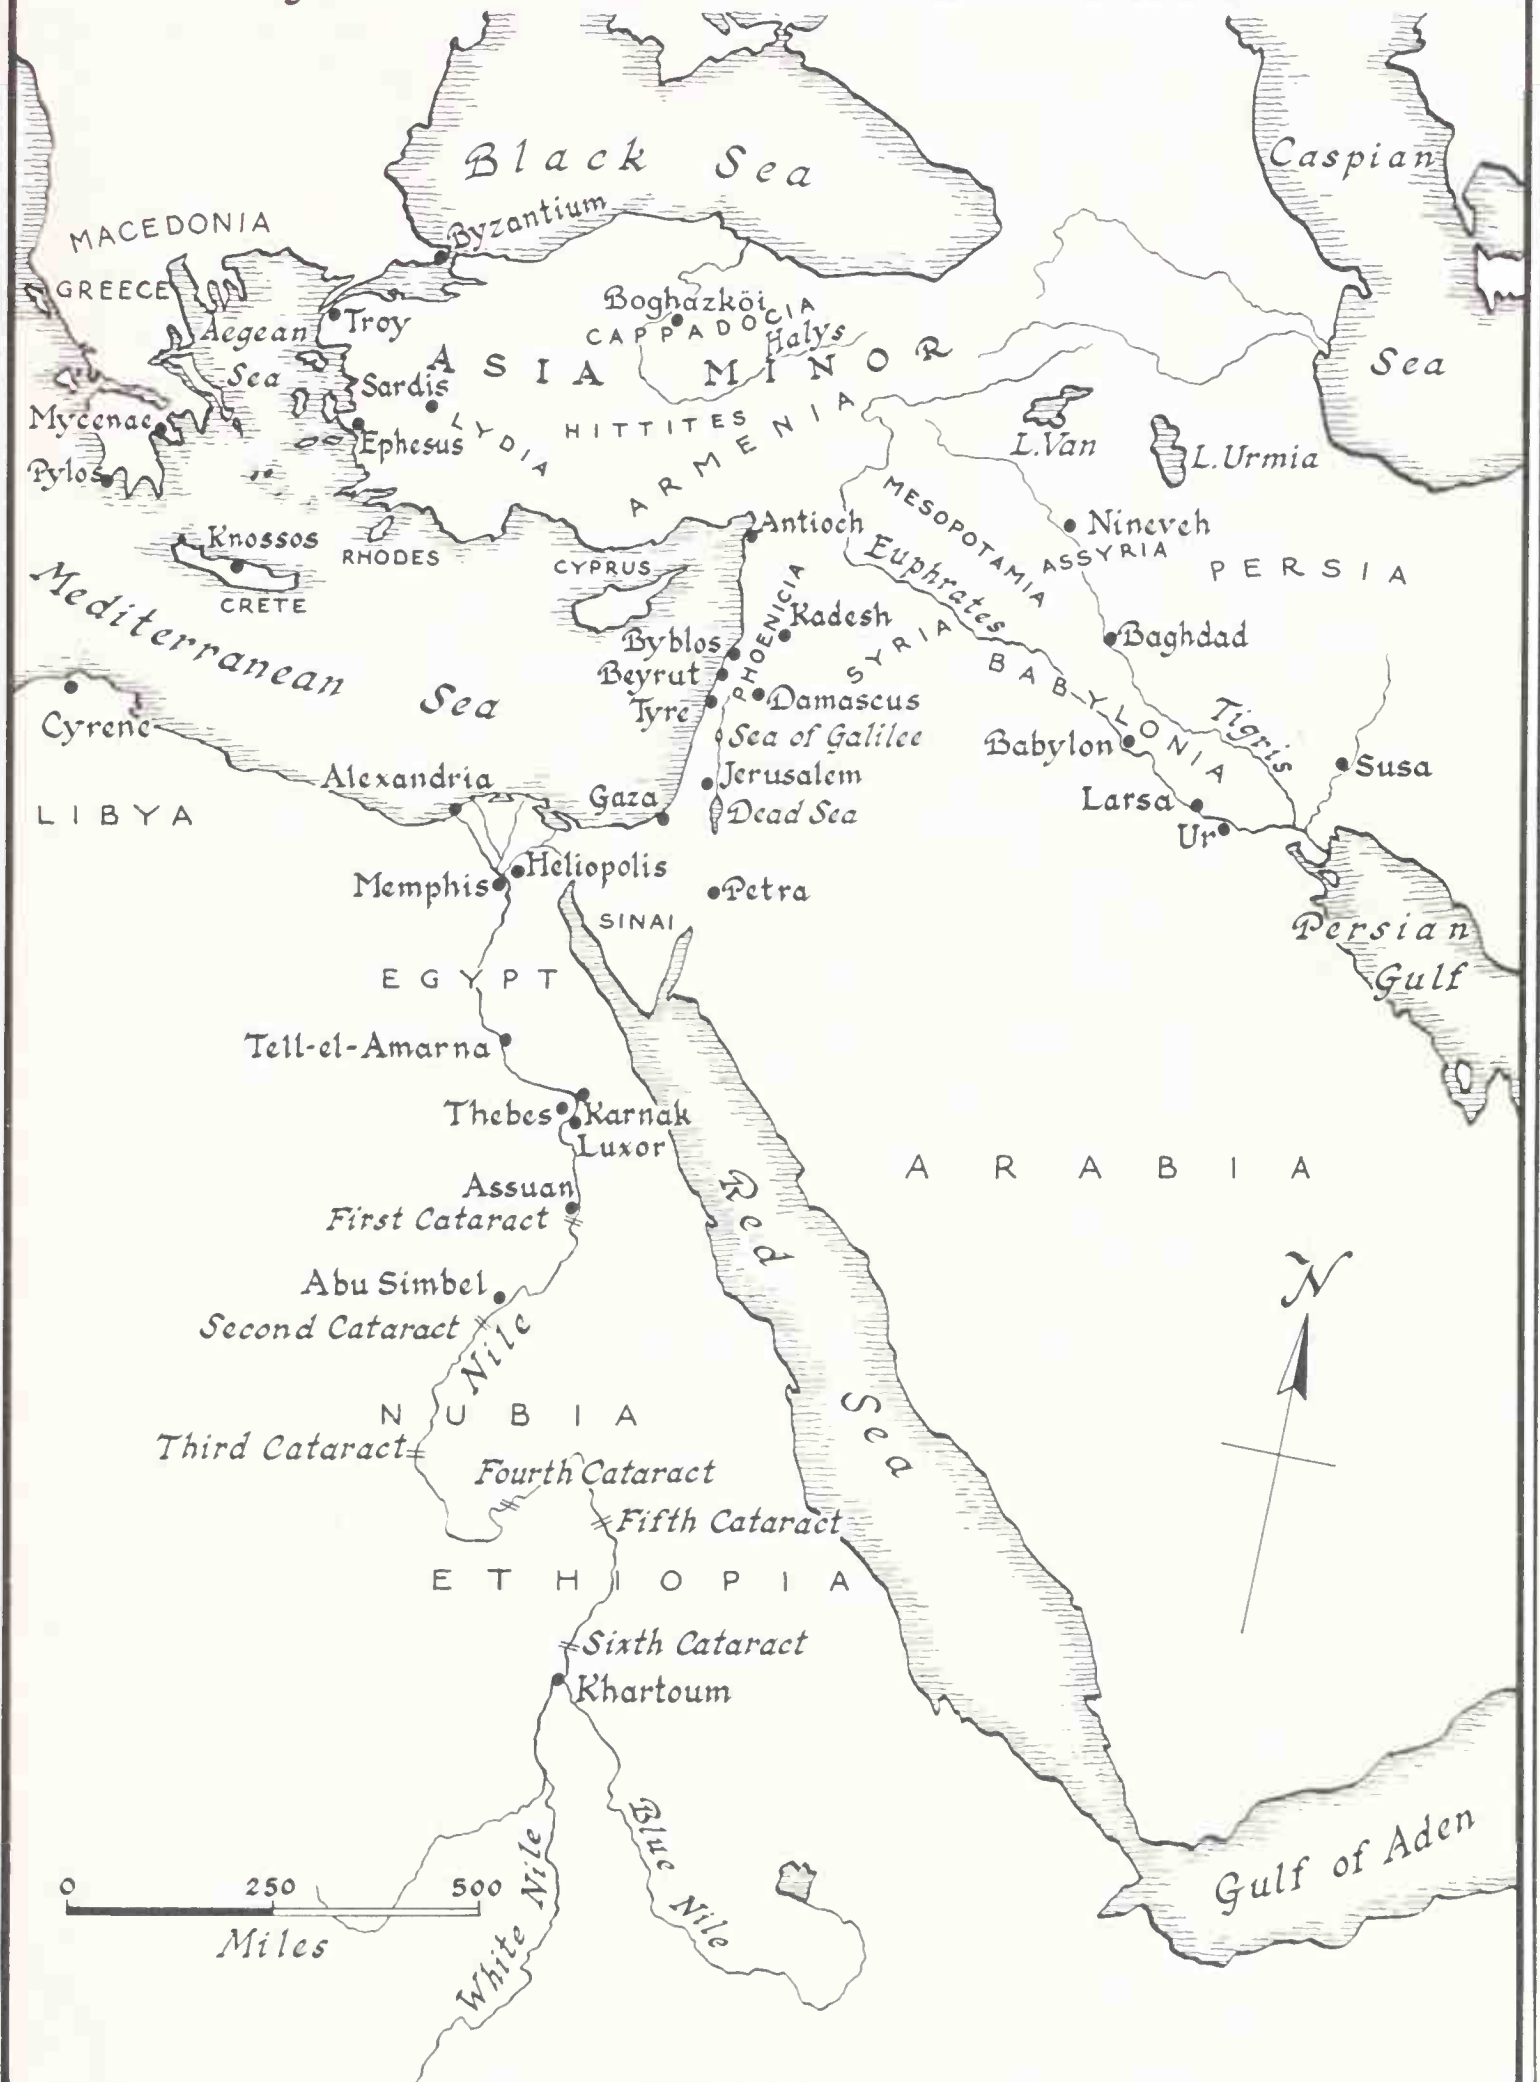 Black Sea
Caspian
Sea
Byzantium
MACEDONIA
GREECE
Aegean
Sea
Troy
Boghazköi
CAPPADOCIA
Halys
ASIA MINOR
Sardis
LYDIA
HITTITES
ARMENIA
Mycenae
Ephesus
Pylos
L.Van
L.Urmia
Knossos
CRETE
RHODES
CYPRUS
Antioch
MESOPOTAMIA
Nineveh
ASSYRIA
PERSIA
Euphrates
Mediterranean Sea
PHOENICIA
Kadesh
SYRIA
Byblos
Beyrut
Tyre
Damascus
Baghdad
BABYLONIA
Tigris
Babylon
Susa
Larsa
Ur
Cyrene
Sea of Galilee
Alexandria
Gaza
Jerusalem
Dead Sea
LIBYA
Memphis
Heliopolis
Petra
SINAI
Persian
Gulf
EGYPT
Tell-el-Amarna
Thebes
Karnak
Luxor
Assuan
First Cataract
Red Sea
ARABIA
Abu Simbel
Second Cataract
Nile
N
NUBIA
Third Cataract
Fourth Cataract
Fifth Cataract
ETHIOPIA
Sixth Cataract
Khartoum
Blue Nile
White Nile
Gulf of Aden
0 250 500
Miles